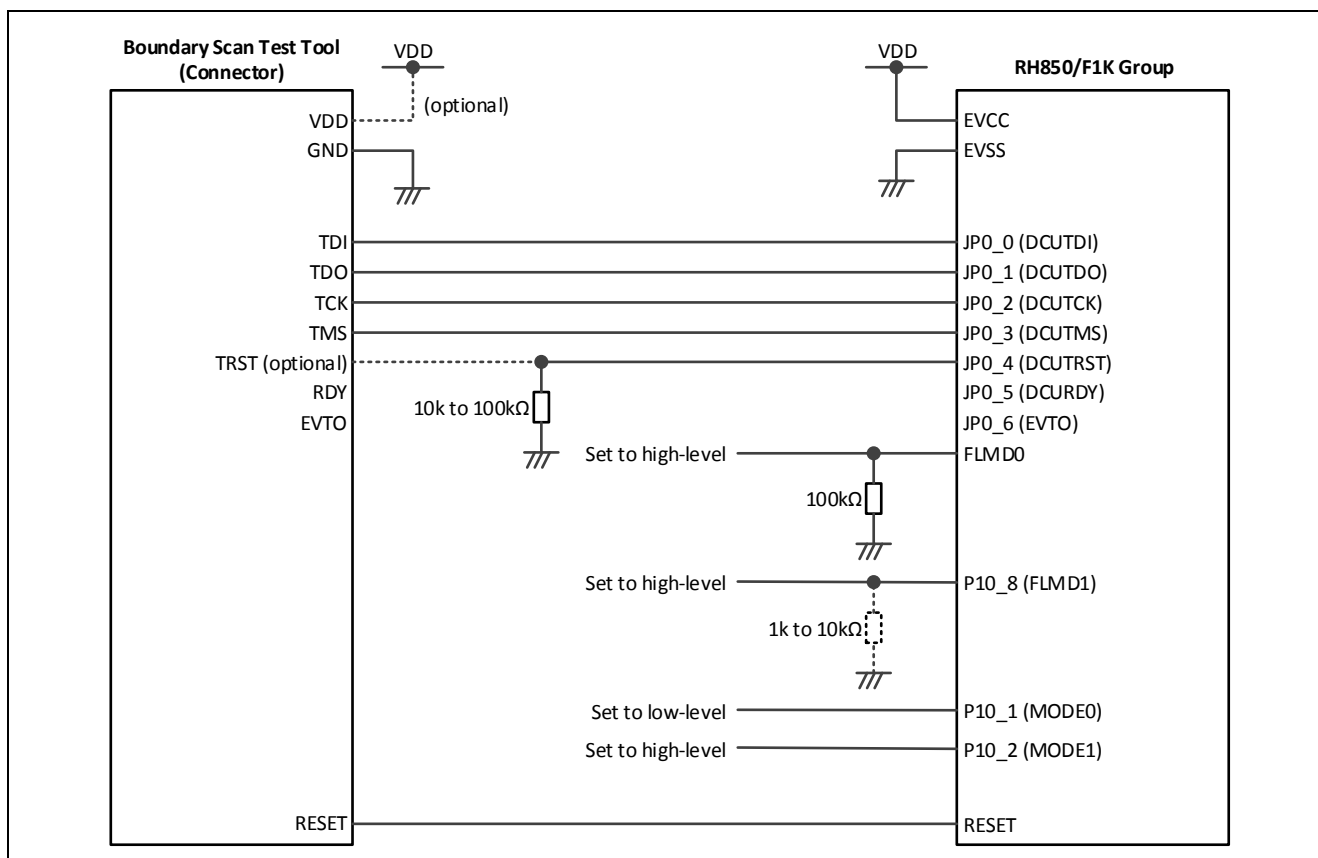 Boundary Scan Test Tool
(Connector)
VDD
VDD
RH850/F1K Group
(optional)
VDD
EVCC
GND
EVSS
TDI
JP0_0 (DCUTDI)
TDO
JP0_1 (DCUTDO)
TCK
JP0_2 (DCUTCK)
TMS
JP0_3 (DCUTMS)
TRST (optional)
JP0_4 (DCUTRST)
RDY
JP0_5 (DCURDY)
10k to 100kΩ
EVTO
JP0_6 (EVTO)
Set to high-level
FLMD0
100kΩ
Set to high-level
P10_8 (FLMD1)
1k to 10kΩ
Set to low-level
P10_1 (MODE0)
Set to high-level
P10_2 (MODE1)
RESET
RESET